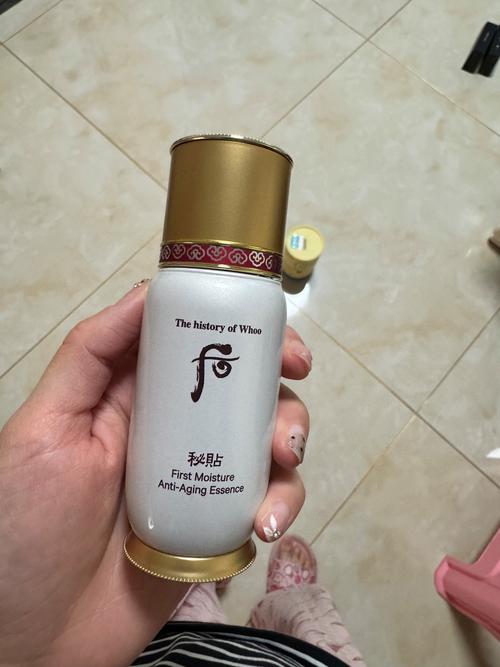 The history of Whoo
后
秘貼
First Moisture
Anti-Aging Essence